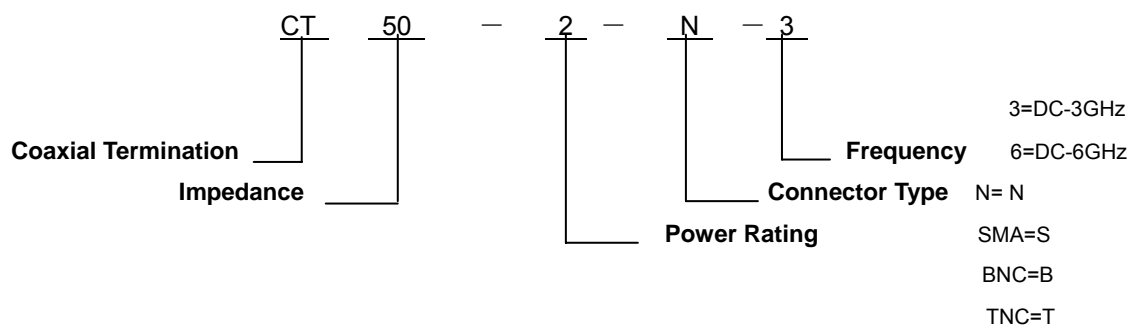 CT 50 — 2 — N — 3
3=DC-3GHz
Coaxial Termination Frequency 6=DC-6GHz
Impedance Connector Type N= N
Power Rating SMA=S
BNC=B
TNC=T